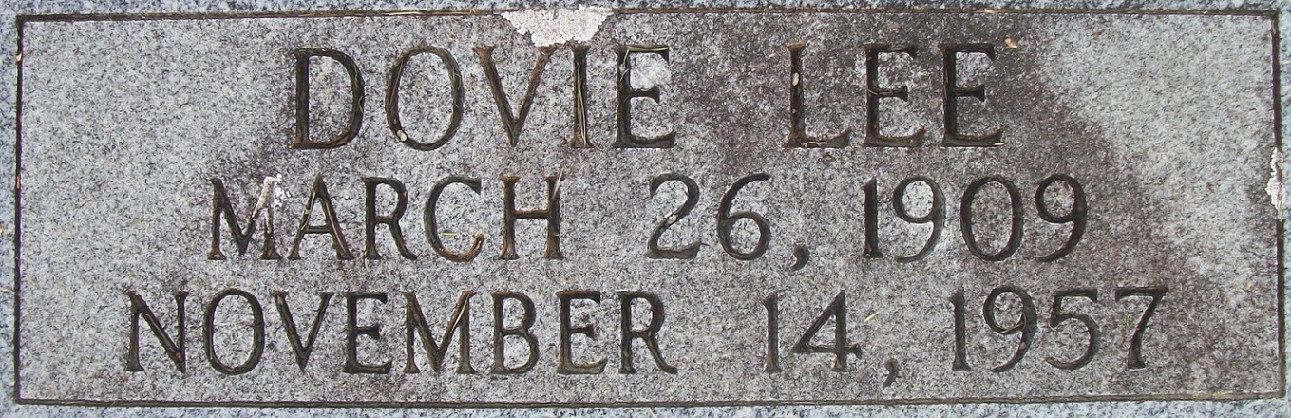 DOVIE LEE
MARCH 26, 1909
NOVEMBER 14, 1957